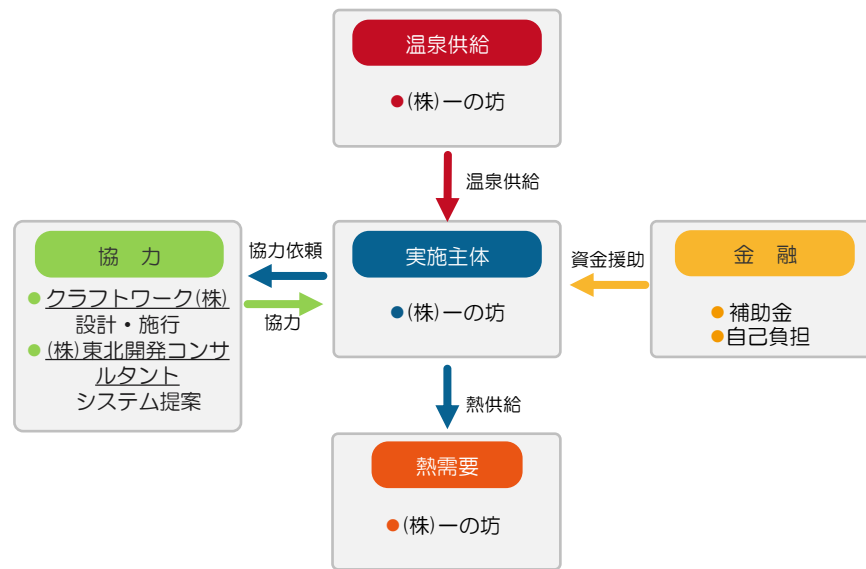 温泉供給
●(株)一の坊
温泉供給
協　力
●クラフトワーク(株)
設計・施行
●(株)東北開発コンサ
ルタント
システム提案
協力依頼
協力
実施主体
●(株)一の坊
資金援助
金　融
●補助金
●自己負担
熱供給
熱需要
●(株)一の坊